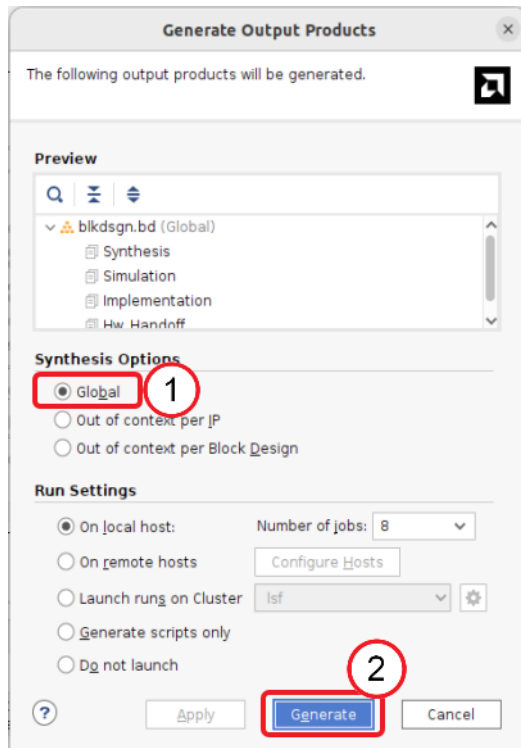 Generate Output Products
The following output products will be generated.
Preview
blkdsgn.bd (Global)
Synthesis
Simulation
Implementation
Hw_Handoff
Synthesis Options
Global 1
Out of context per IP
Out of context per Block Design
Run Settings
On local host: Number of jobs: 8
On remote hosts Configure Hosts
Launch runs on Cluster lsf
Generate scripts only
Do not launch
2
? Apply Generate Cancel